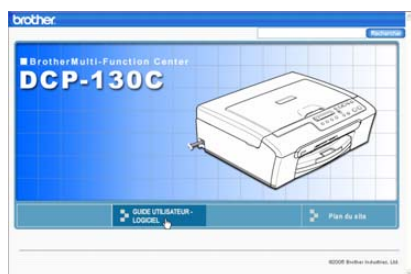 brother.
Recherche
■ BrotherMulti-Function Center
DCP-130C
GUIDE UTILISATEUR -
LOGICIEL
Plan du site
©2006 Brother Industries, Ltd.